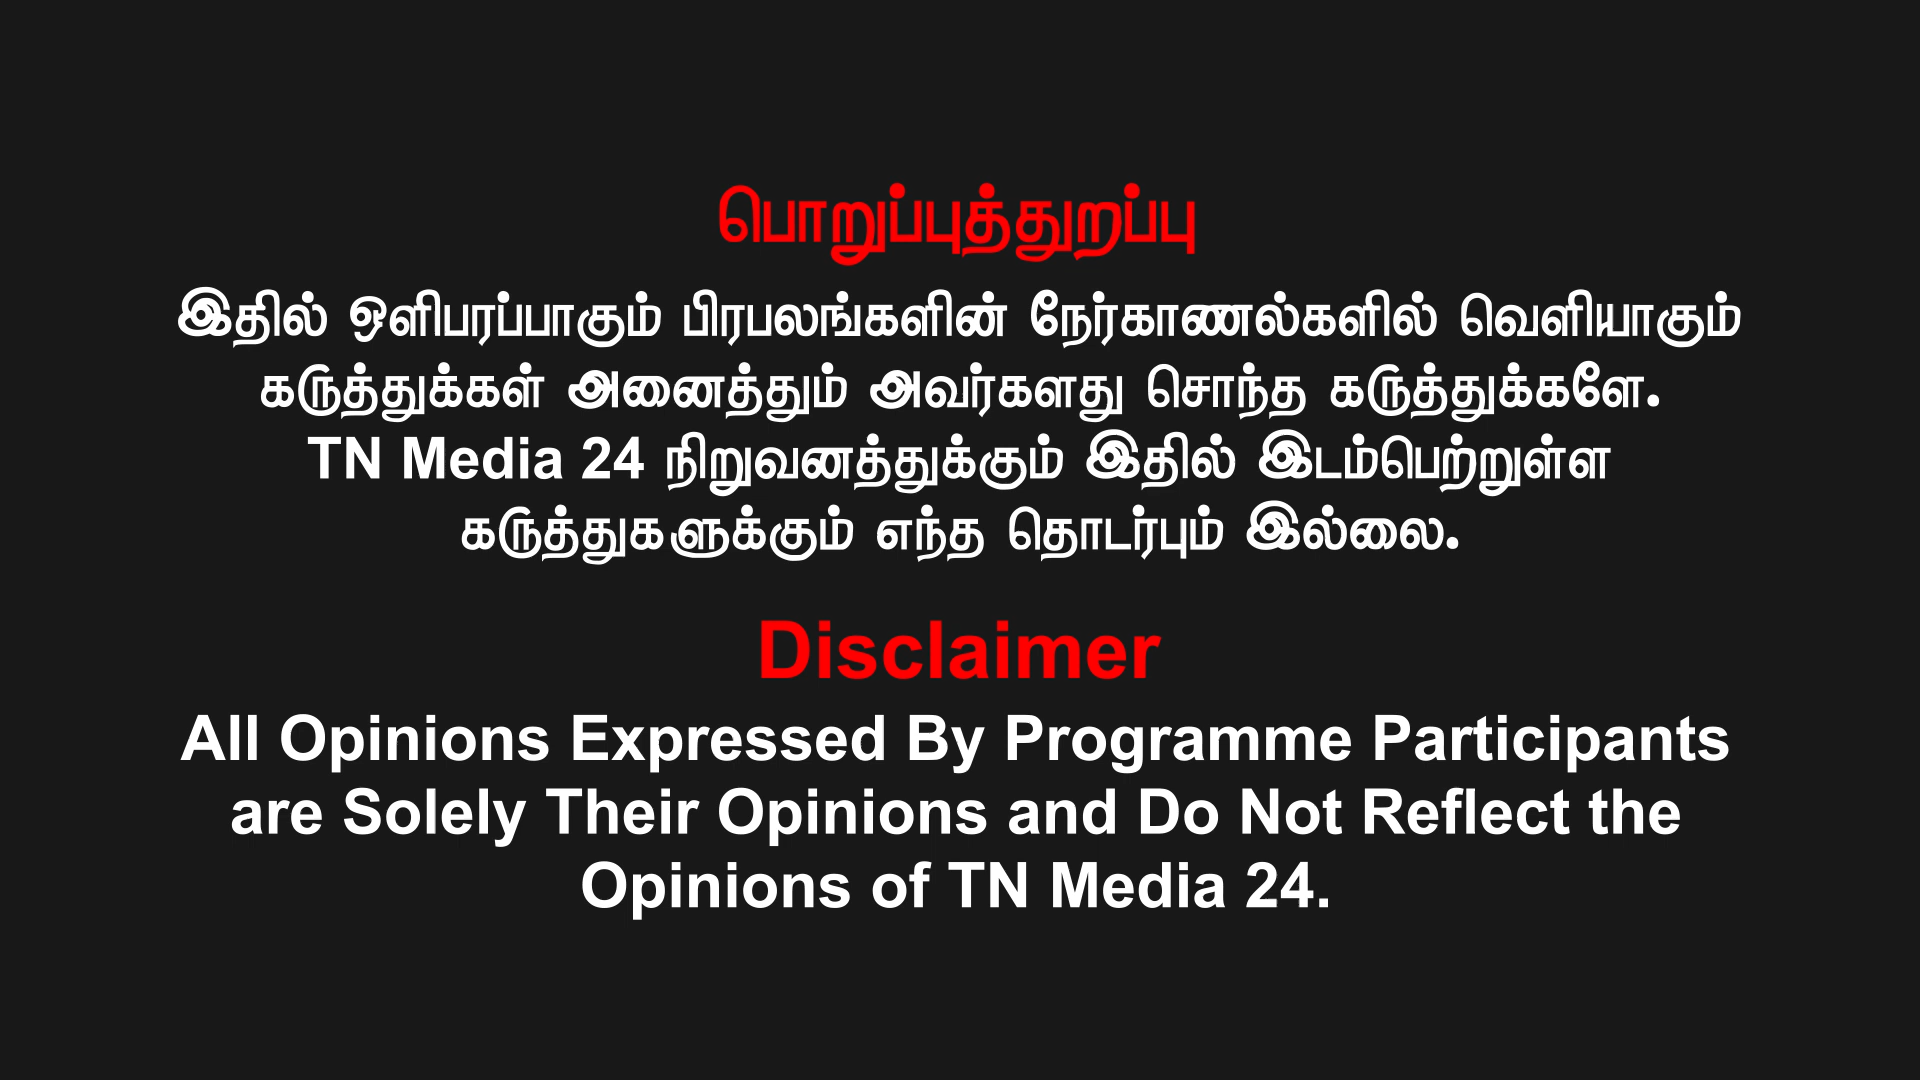 பொறுப்புத்துறப்பு
இதில் ஒளிபரப்பாகும் பிரபலங்களின் நேர்காணல்களில் வெளியாகும்
கருத்துக்கள் அனைத்தும் அவர்களது சொந்த கருத்துக்களே.
TN Media 24 நிறுவனத்துக்கும் இதில் இடம்பெற்றுள்ள
கருத்துகளுக்கும் எந்த தொடர்பும் இல்லை.
Disclaimer
All Opinions Expressed By Programme Participants
are Solely Their Opinions and Do Not Reflect the
Opinions of TN Media 24.